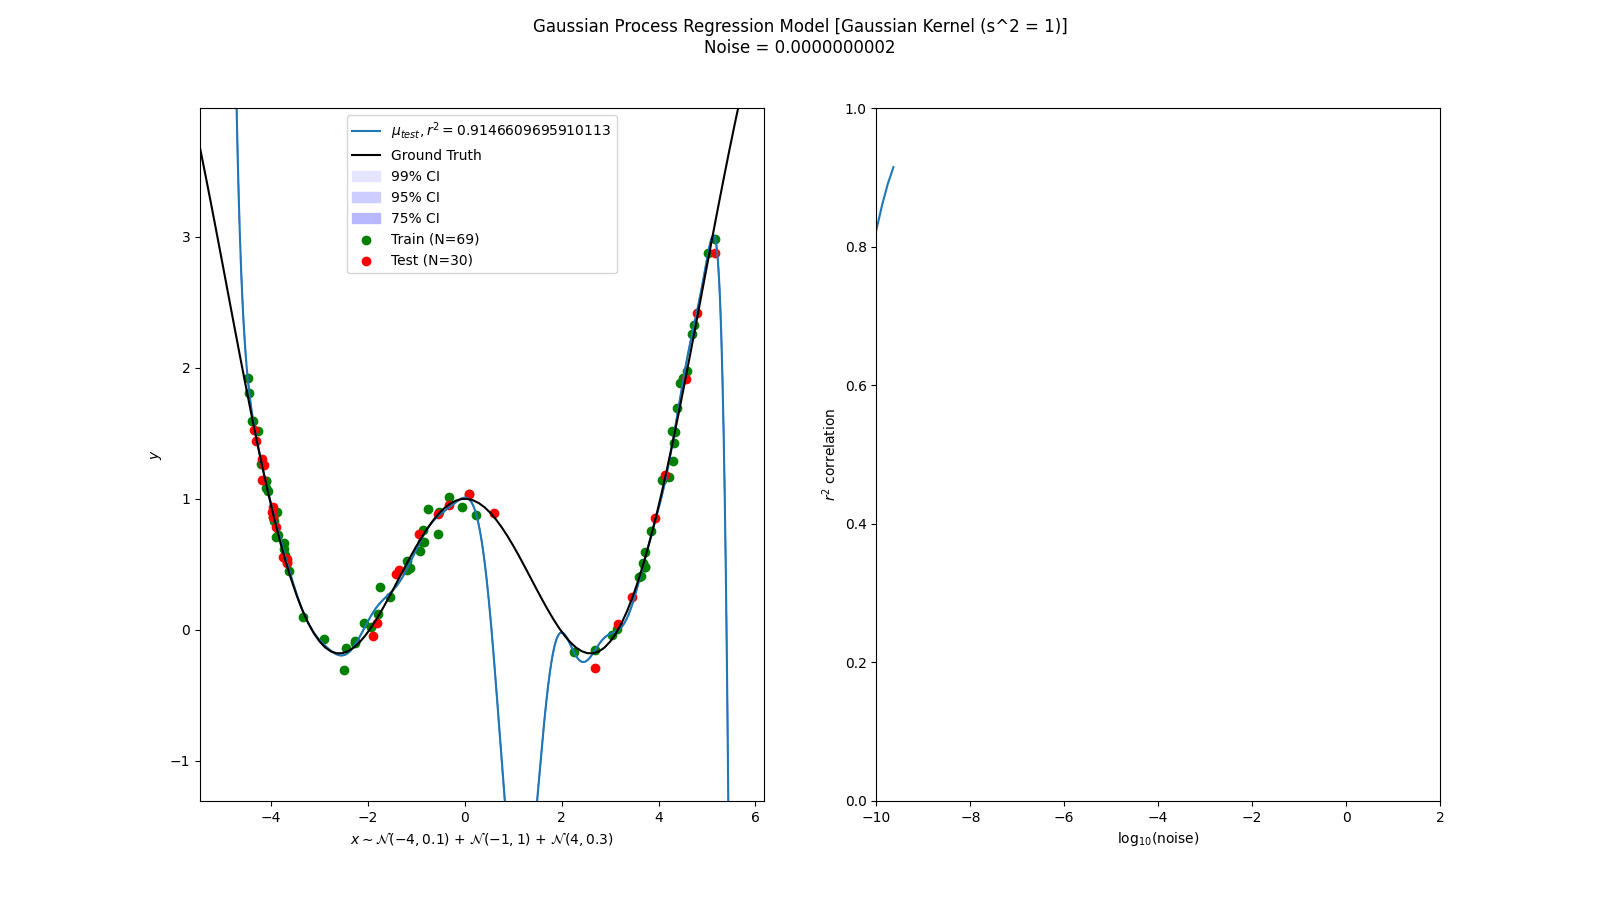 Gaussian Process Regression Model [Gaussian Kernel (s^2 = 1)]
Noise = 0.0000000002
μ_test, r² = 0.9146609695910113
Ground Truth
99% CI
95% CI
75% CI
Train (N=69)
Test (N=30)
y
3
2
1
0
−1
−4 −2 0 2 4 6
x ~ 𝒩(−4, 0.1) + 𝒩(−1, 1) + 𝒩(4, 0.3)
r² correlation
1.0
0.8
0.6
0.4
0.2
0.0
−10 −8 −6 −4 −2 0 2
log₁₀(noise)